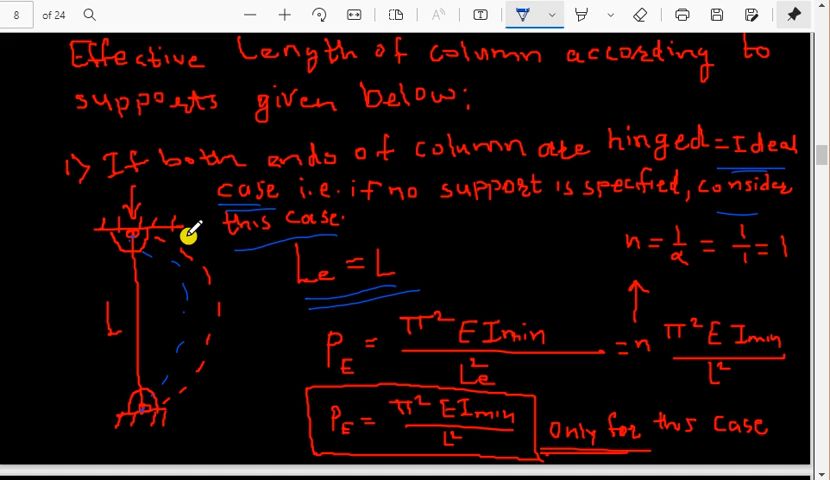 8 of 24
Effective Length of column according to
supports given below:
1) If both ends of column are hinged = Ideal
case i.e. if no support is specified, consider
this case.
n = 1/α = 1/1 = 1
Le = L
L
P_E = π² E Imin / Le² = n π² E Imin / L²
P_E = π² E Imin / L² Only for this case